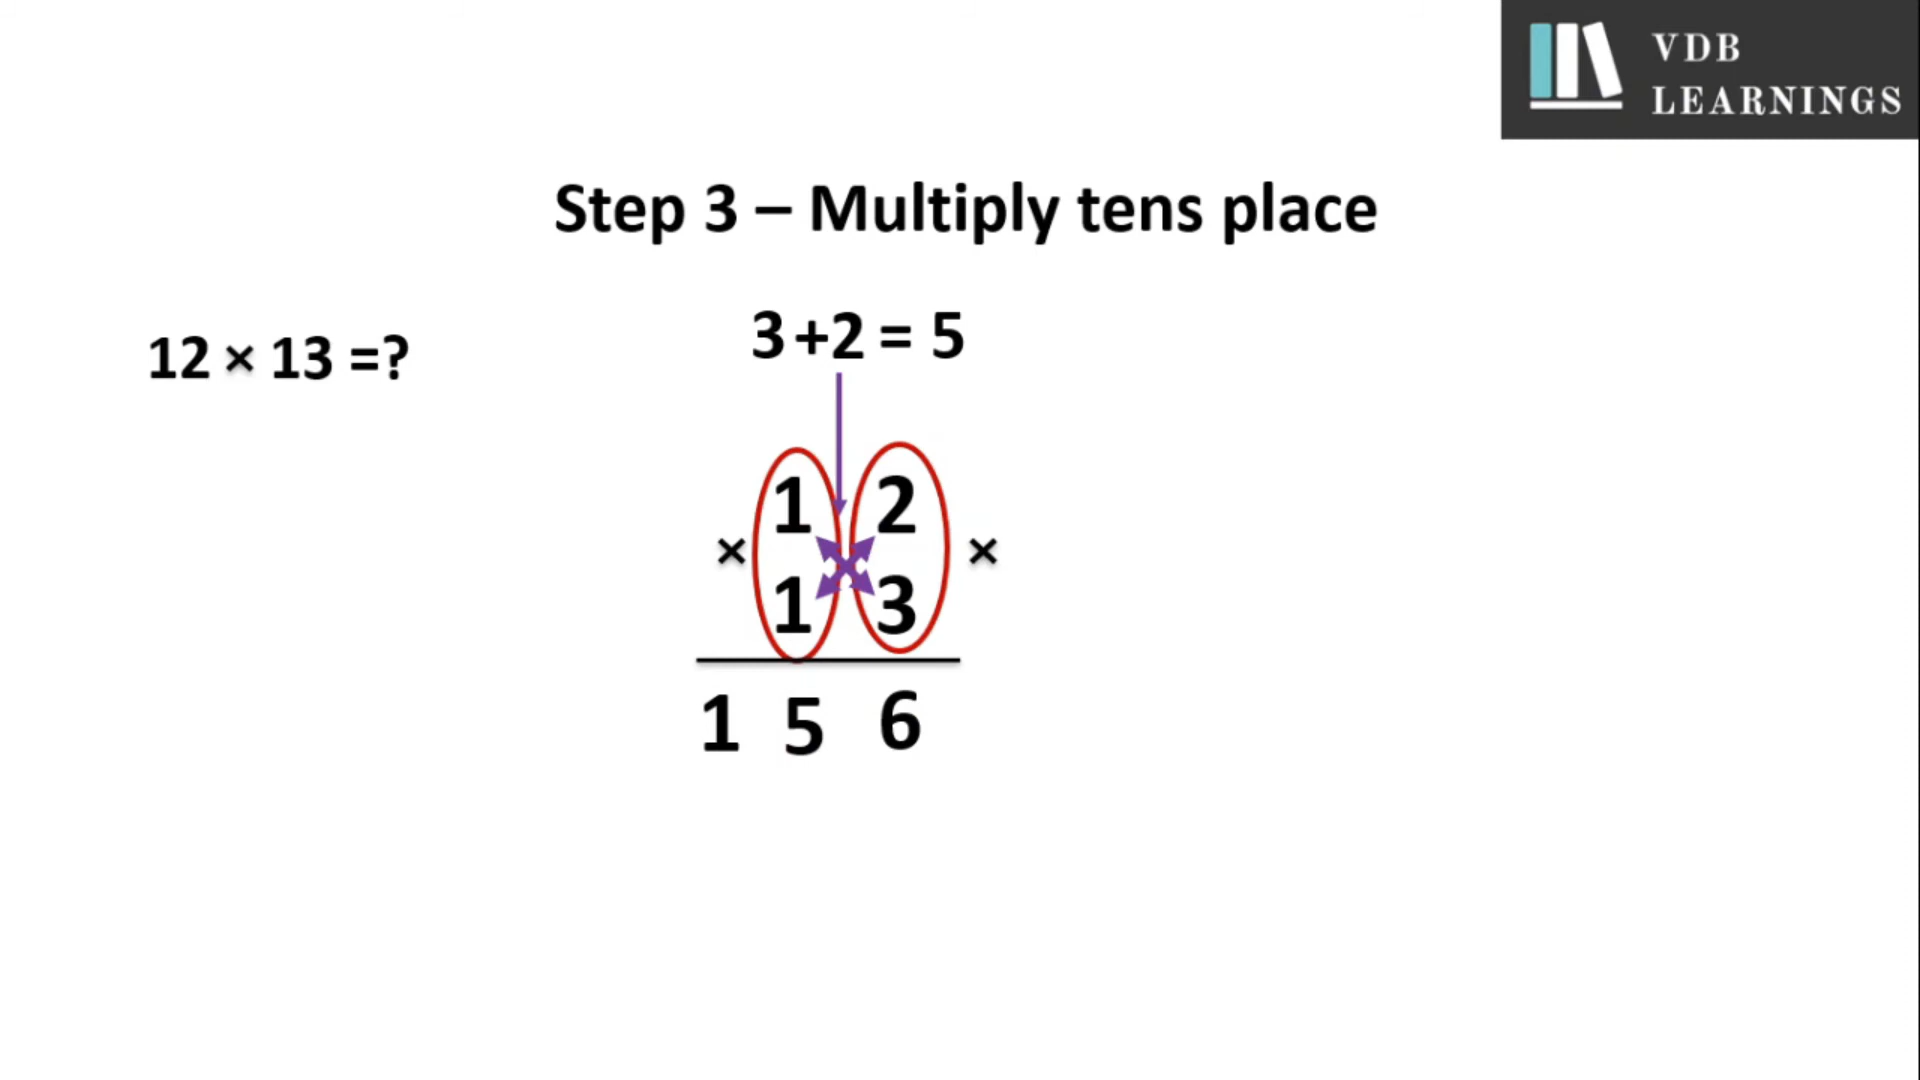 VDB
LEARNINGS
Step 3 – Multiply tens place
3+2 = 5
12 × 13 =?
1 2
× ×
1 3
1 5 6